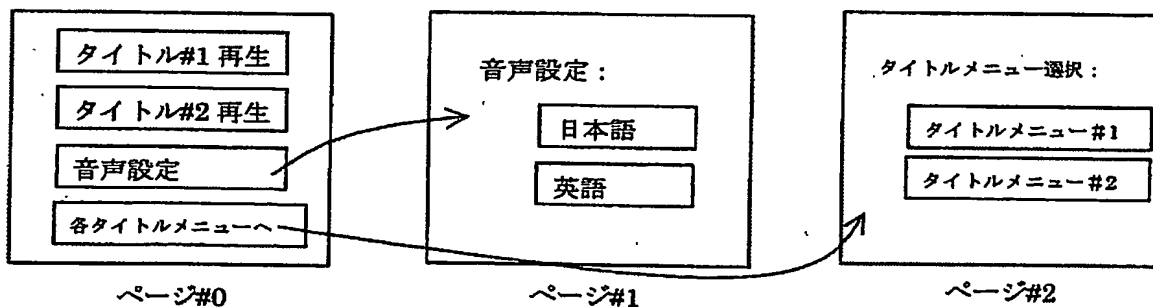 タイトル#1 再生
タイトル#2 再生
音声設定
各タイトルメニューへ
ページ#0
音声設定:
日本語
英語
ページ#1
タイトルメニュー選択:
タイトルメニュー#1
タイトルメニュー#2
ページ#2